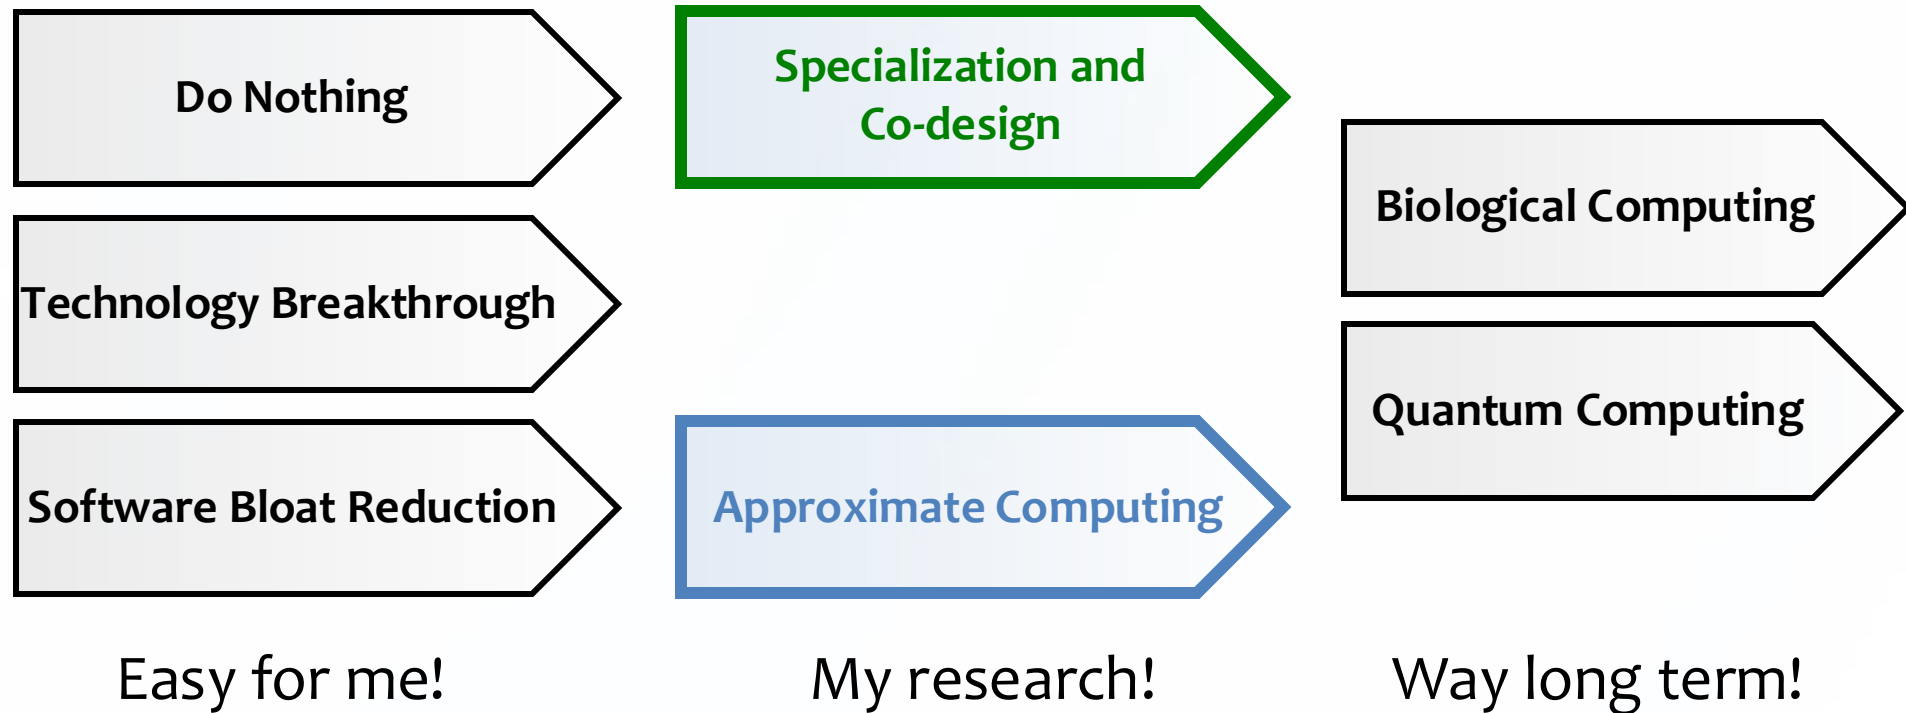 Do Nothing
Technology Breakthrough
Software Bloat Reduction
Easy for me!
Specialization and
Co-design
Approximate Computing
My research!
Biological Computing
Quantum Computing
Way long term!